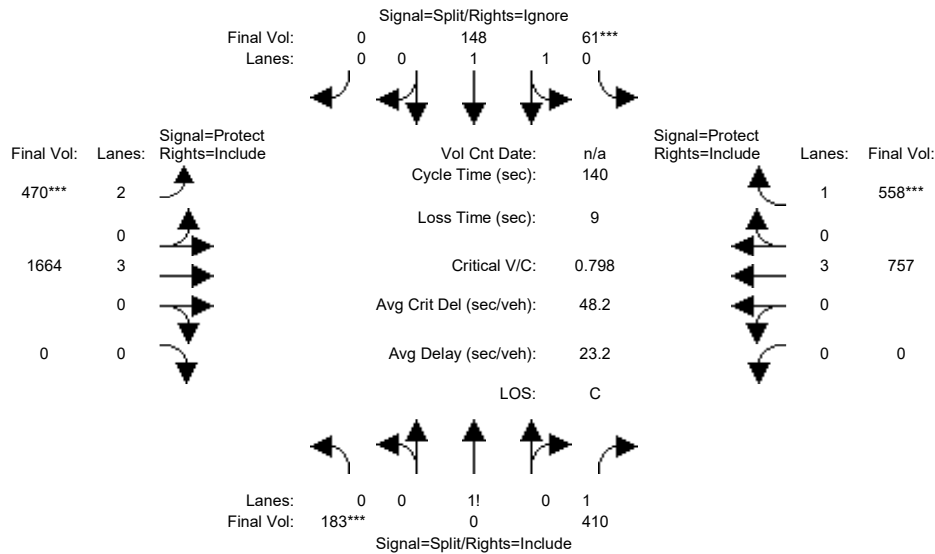 Signal=Split/Rights=Ignore
Final Vol: 0 148 61***
Lanes: 0 0 1 1 0
Signal=Protect
Final Vol: Lanes: Rights=Include
Vol Cnt Date: n/a
Signal=Protect
Rights=Include Lanes: Final Vol:
Cycle Time (sec): 140
470*** 2
1 558***
Loss Time (sec): 9
0
0
1664 3
Critical V/C: 0.798
3 757
0
Avg Crit Del (sec/veh): 48.2
0
0 0
Avg Delay (sec/veh): 23.2
0 0
LOS: C
Lanes: 0 0 1! 0 1
Final Vol: 183*** 0 410
Signal=Split/Rights=Include